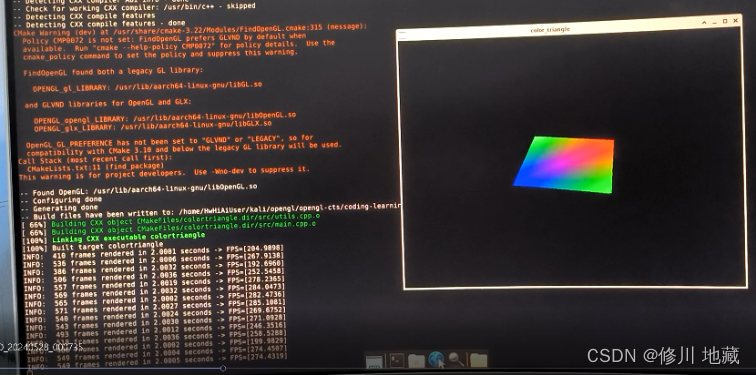 -- Check for working CXX compiler: /usr/bin/c++ - skipped
-- Detecting CXX compile features
-- Detecting CXX compile features - done
CMake Warning (dev) at /usr/share/cmake-3.22/Modules/FindOpenGL.cmake:315 (message):
Policy CMP0072 is not set: FindOpenGL prefers GLVND by default when
available. Run "cmake --help-policy CMP0072" for policy details. Use the
cmake_policy command to set the policy and suppress this warning.
FindOpenGL found both a legacy GL library:
OPENGL_gl_LIBRARY: /usr/lib/aarch64-linux-gnu/libGL.so
and GLVND libraries for OpenGL and GLX:
OPENGL_opengl_LIBRARY: /usr/lib/aarch64-linux-gnu/libOpenGL.so
OPENGL_glx_LIBRARY: /usr/lib/aarch64-linux-gnu/libGLX.so
OpenGL_GL_PREFERENCE has not been set to "GLVND" or "LEGACY", so for
compatibility with CMake 3.10 and below the legacy GL library will be used.
Call Stack (most recent call first):
CMakeLists.txt:11 (find_package)
This warning is for project developers. Use -Wno-dev to suppress it.
-- Found OpenGL: /usr/lib/aarch64-linux-gnu/libOpenGL.so
-- Configuring done
-- Generating done
-- Build files have been written to: /home/HwHiAiUser/kali/opengl/opengl-cts/coding-learnin
[ 66%] Building CXX object CMakeFiles/colortriangle.dir/src/utils.cpp.o
[ 66%] Building CXX object CMakeFiles/colortriangle.dir/src/main.cpp.o
[100%] Linking CXX executable colortriangle
[100%] Built target colortriangle
INFO: 410 frames rendered in 2.0001 seconds -> FPS=[204.9898]
INFO: 536 frames rendered in 2.0006 seconds -> FPS=[267.9138]
INFO: 386 frames rendered in 2.0032 seconds -> FPS=[192.6960]
INFO: 506 frames rendered in 2.0036 seconds -> FPS=[252.5458]
INFO: 557 frames rendered in 2.0019 seconds -> FPS=[278.2365]
INFO: 569 frames rendered in 2.0032 seconds -> FPS=[284.0473]
INFO: 565 frames rendered in 2.0002 seconds -> FPS=[282.4736]
INFO: 571 frames rendered in 2.0027 seconds -> FPS=[285.1081]
INFO: 540 frames rendered in 2.0024 seconds -> FPS=[269.6752]
INFO: 543 frames rendered in 2.0030 seconds -> FPS=[271.0928]
INFO: 493 frames rendered in 2.0012 seconds -> FPS=[246.3516]
INFO: frames rendered in 2.0036 seconds -> FPS=[258.5288]
INFO: frames rendered in seconds -> FPS=[199.9829]
INFO: 549 frames rendered in 2.0004 seconds -> FPS=[274.4507]
INFO: 549 frames rendered in 2.0005 seconds -> FPS=[274.4319]
color_triangle
O_20240528_000735
CSDN @修川 地藏